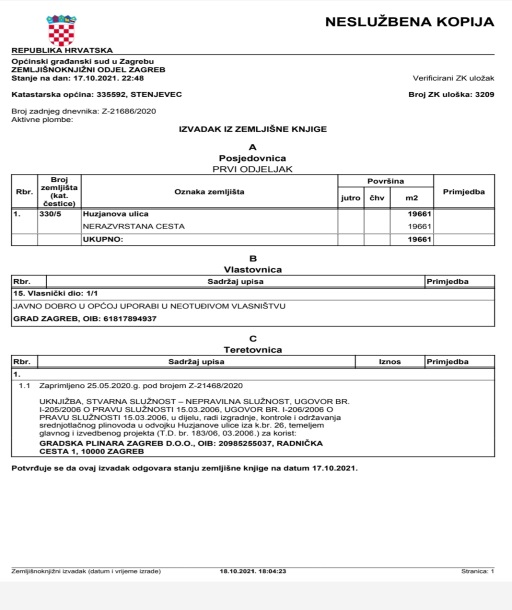 NESLUŽBENA KOPIJA
REPUBLIKA HRVATSKA
Općinski građanski sud u Zagrebu
ZEMLJIŠNOKNJIŽNI ODJEL ZAGREB
Stanje na dan: 17.10.2021. 22:48
Verificirani ZK uložak
Katastarska općina: 335592, STENJEVEC
Broj ZK uloška: 3209
Broj zadnjeg dnevnika: Z-21686/2020
Aktivne plombe:
IZVADAK IZ ZEMLJIŠNE KNJIGE
A
Posjedovnica
PRVI ODJELJAK
Rbr. Broj zemljišta (kat. čestice) Oznaka zemljišta Površina jutro čhv m2 Primjedba
1. 330/5 Huzjanova ulica 19661
NERAZVRSTANA CESTA 19661
UKUPNO: 19661
B
Vlastovnica
Rbr. Sadržaj upisa Primjedba
15. Vlasnički dio: 1/1
JAVNO DOBRO U OPĆOJ UPORABI U NEOTUĐIVOM VLASNIŠTVU
GRAD ZAGREB, OIB: 61817894937
C
Teretovnica
Rbr. Sadržaj upisa Iznos Primjedba
1.
1.1 Zaprimljeno 25.05.2020.g. pod brojem Z-21468/2020
UKNJIŽBA, STVARNA SLUŽNOST – NEPRAVILNA SLUŽNOST, UGOVOR BR.
I-205/2006 O PRAVU SLUŽNOSTI 15.03.2006, UGOVOR BR. I-206/2006 O
PRAVU SLUŽNOSTI 15.03.2006, u dijelu, radi izgradnje, kontrole i održavanja
srednjotlačnog plinovoda u odvojku Huzjanove ulice iza k.br. 26, temeljem
glavnog i izvedbenog projekta (T.D. br. 183/06, 03.2006.) za korist:
GRADSKA PLINARA ZAGREB D.O.O., OIB: 20985255037, RADNIČKA
CESTA 1, 10000 ZAGREB
Potvrđuje se da ovaj izvadak odgovara stanju zemljišne knjige na datum 17.10.2021.
Zemljišnoknjižni izvadak (datum i vrijeme izrade) 18.10.2021. 18:04:23 Stranica: 1